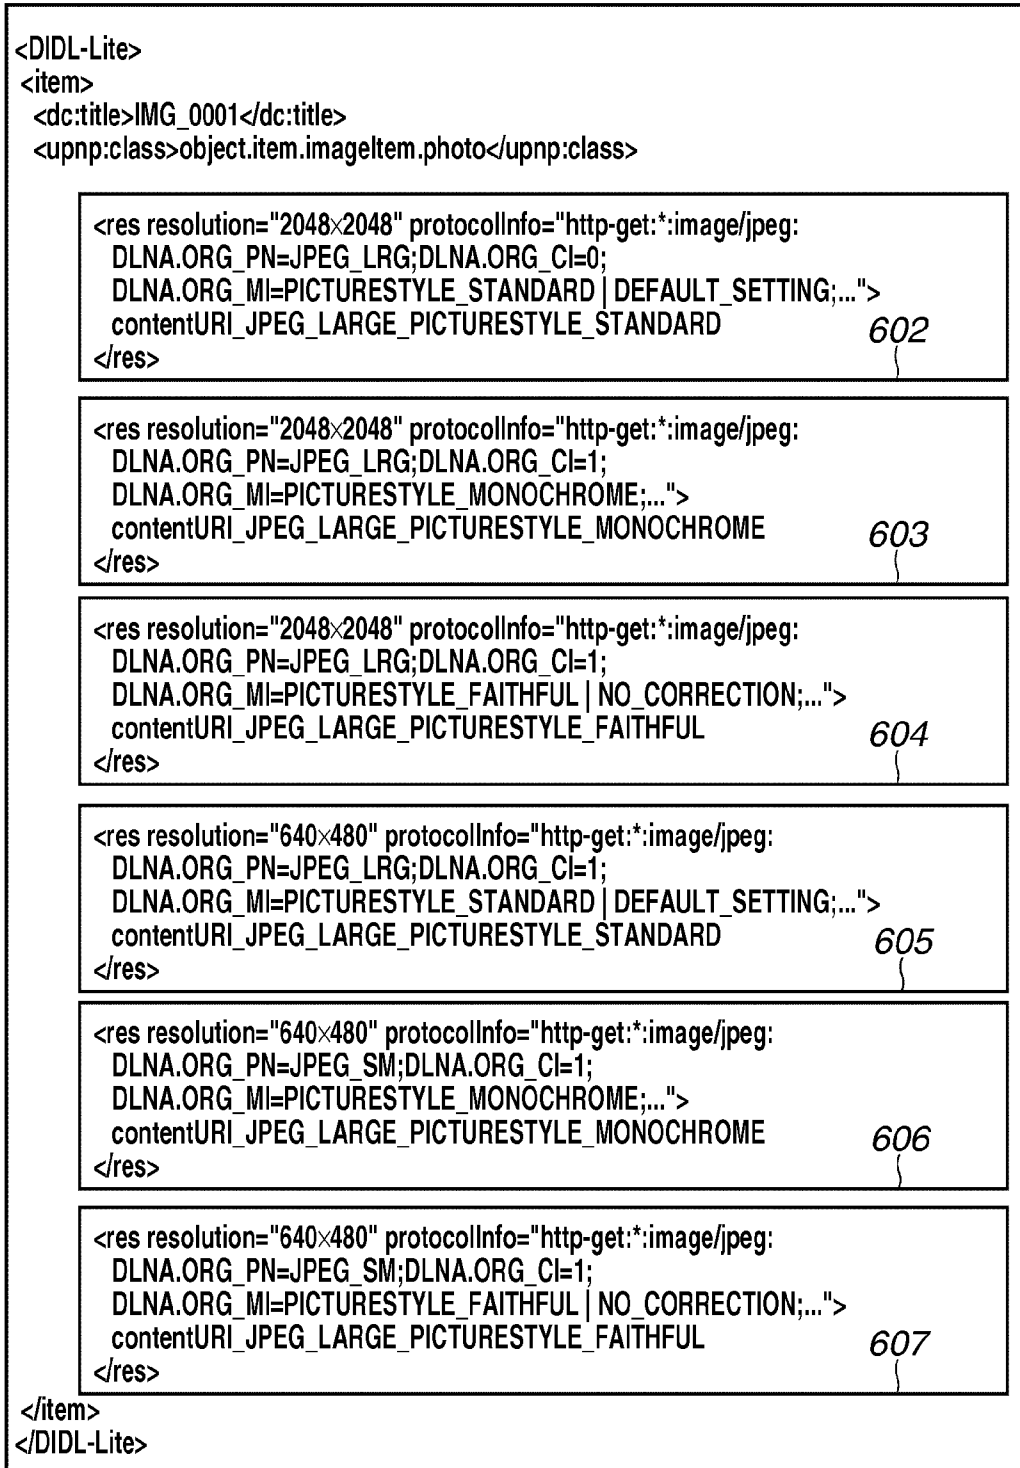 <DIDL-Lite>
<item>
<dc:title>IMG_0001</dc:title>
<upnp:class>object.item.imageItem.photo</upnp:class>
<res resolution="2048×2048" protocolInfo="http-get:*:image/jpeg:
DLNA.ORG_PN=JPEG_LRG;DLNA.ORG_CI=0;
DLNA.ORG_MI=PICTURESTYLE_STANDARD | DEFAULT_SETTING;...">
contentURI_JPEG_LARGE_PICTURESTYLE_STANDARD
602
</res>
<res resolution="2048×2048" protocolInfo="http-get:*:image/jpeg:
DLNA.ORG_PN=JPEG_LRG;DLNA.ORG_CI=1;
DLNA.ORG_MI=PICTURESTYLE_MONOCHROME;...">
contentURI_JPEG_LARGE_PICTURESTYLE_MONOCHROME
603
</res>
<res resolution="2048×2048" protocolInfo="http-get:*:image/jpeg:
DLNA.ORG_PN=JPEG_LRG;DLNA.ORG_CI=1;
DLNA.ORG_MI=PICTURESTYLE_FAITHFUL | NO_CORRECTION;...">
contentURI_JPEG_LARGE_PICTURESTYLE_FAITHFUL
604
</res>
<res resolution="640×480" protocolInfo="http-get:*:image/jpeg:
DLNA.ORG_PN=JPEG_LRG;DLNA.ORG_CI=1;
DLNA.ORG_MI=PICTURESTYLE_STANDARD | DEFAULT_SETTING;...">
contentURI_JPEG_LARGE_PICTURESTYLE_STANDARD
605
</res>
<res resolution="640×480" protocolInfo="http-get:*:image/jpeg:
DLNA.ORG_PN=JPEG_SM;DLNA.ORG_CI=1;
DLNA.ORG_MI=PICTURESTYLE_MONOCHROME;...">
contentURI_JPEG_LARGE_PICTURESTYLE_MONOCHROME
606
</res>
<res resolution="640×480" protocolInfo="http-get:*:image/jpeg:
DLNA.ORG_PN=JPEG_SM;DLNA.ORG_CI=1;
DLNA.ORG_MI=PICTURESTYLE_FAITHFUL | NO_CORRECTION;...">
contentURI_JPEG_LARGE_PICTURESTYLE_FAITHFUL
607
</res>
</item>
</DIDL-Lite>